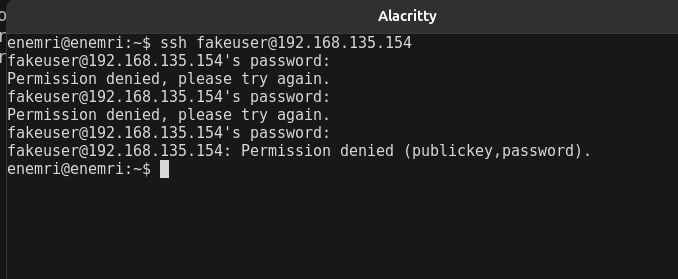 Alacritty
enemri@enemri:~$ ssh fakeuser@192.168.135.154
fakeuser@192.168.135.154's password:
Permission denied, please try again.
fakeuser@192.168.135.154's password:
Permission denied, please try again.
fakeuser@192.168.135.154's password:
fakeuser@192.168.135.154: Permission denied (publickey,password).
enemri@enemri:~$